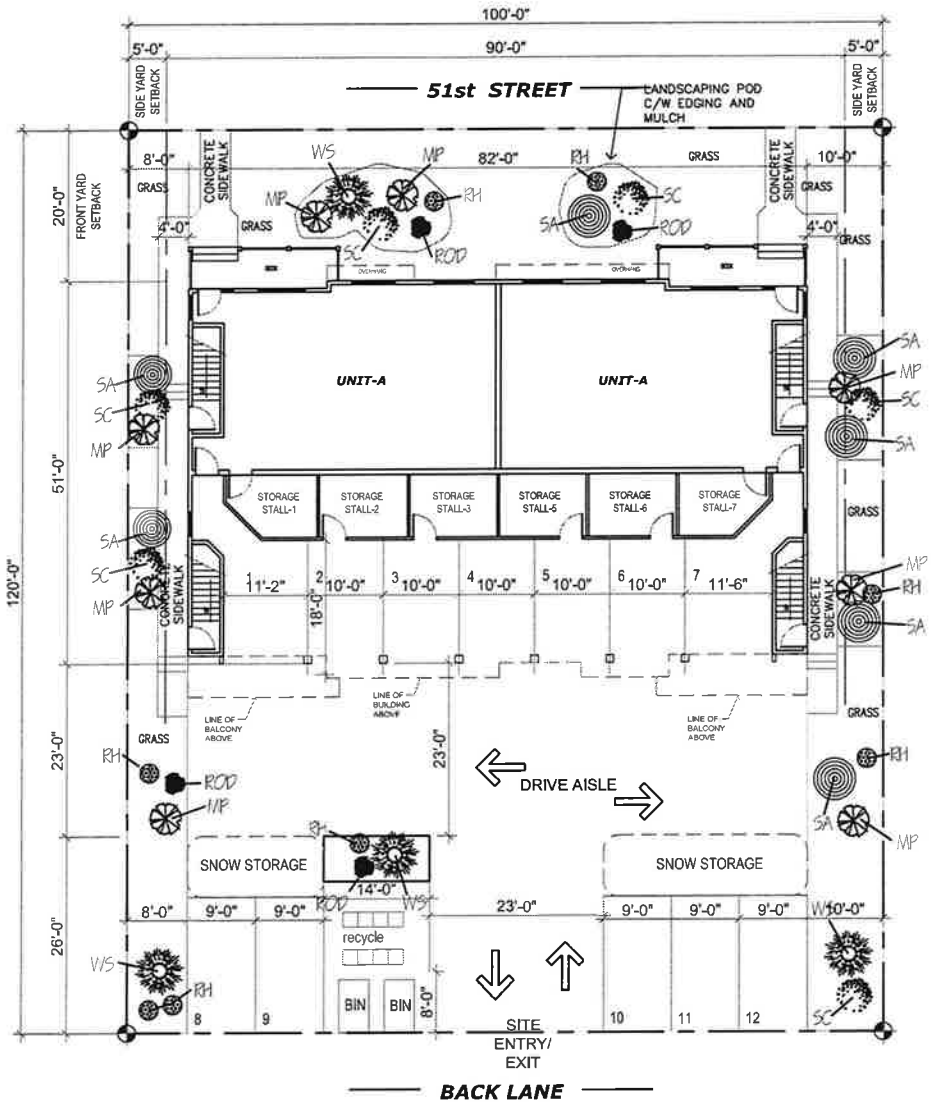 100'-0"
5'-0" 90'-0" 5'-0"
SIDE YARD
SETBACK
51st STREET
LANDSCAPING POD
C/W EDGING AND
MULCH
SIDE YARD
SETBACK
8'-0" 82'-0" 10'-0"
CONCRETE
SIDEWALK
CONCRETE
SIDEWALK
WS MP RH GRASS
GRASS GRASS
20'-0"
FRONT YARD
SETBACK
MP RH SC
4'-0" GRASS SC ROD SA ROD GRASS 4'-0"
GRASS
OVERHANG OVERHANG
SA
SC
MP
UNIT-A UNIT-A
SA
MP
SC
SA
120'-0"
51'-0"
STORAGE
STALL-1
STORAGE
STALL-2
STORAGE
STALL-3
STORAGE
STALL-5
STORAGE
STALL-6
STORAGE
STALL-7
GRASS
SA
SC
MP
CONCRETE
SIDEWALK
1 2 3 4 5 6 7
11'-2" 10'-0" 10'-0" 10'-0" 10'-0" 10'-0" 11'-6"
18'-0"
CONCRETE
SIDEWALK
MP
RH
SA
LINE OF
BALCONY
ABOVE
LINE OF
BUILDING
ABOVE
LINE OF
BALCONY
ABOVE
GRASS GRASS
23'-0" 23'-0"
RH
ROD
MP
DRIVE AISLE
RH
SA
MP
RH
SNOW STORAGE SNOW STORAGE
14'-0"
ROD WS
26'-0"
8'-0" 9'-0" 9'-0" 23'-0" 9'-0" 9'-0" 9'-0" WS 10'-0"
recycle
WS
RH
8'-0"
BIN BIN
SC
8 9 10 11 12
SITE
ENTRY/
EXIT
BACK LANE